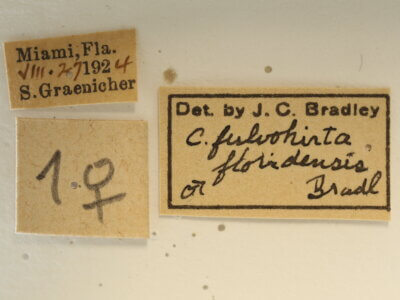 Miami, Fla.
VIII·27 1924
S. Graenicher
1 ♀
Det. by J. C. Bradley
C. fulvohirta
floridensis
♂ Bradl